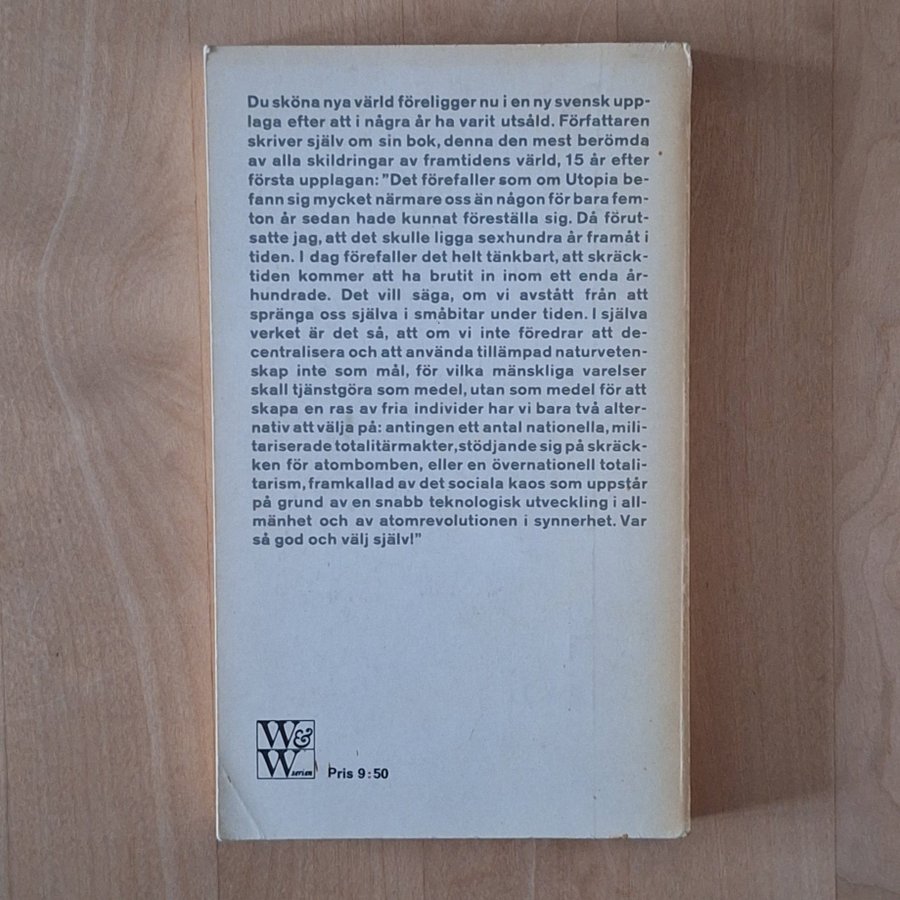 Du sköna nya värld föreligger nu i en ny svensk upp-
laga efter att i några år ha varit utsåld. Författaren
skriver själv om sin bok, denna den mest berömda
av alla skildringar av framtidens värld, 15 år efter
första upplagan: ”Det förefaller som om Utopia be-
fann sig mycket närmare oss än någon för bara fem-
ton år sedan hade kunnat föreställa sig. Då förut-
satte jag, att det skulle ligga sexhundra år framåt i
tiden. I dag förefaller det helt tänkbart, att skräck-
tiden kommer att ha brutit in inom ett enda år-
hundrade. Det vill säga, om vi avstått från att
spränga oss själva i småbitar under tiden. I själva
verket är det så, att om vi inte föredrar att de-
centralisera och att använda tillämpad naturveten-
skap inte som mål, för vilka mänskliga varelser
skall tjänstgöra som medel, utan som medel för att
skapa en ras av fria individer har vi bara två alter-
nativ att välja på: antingen ett antal nationella, mili-
tariserade totalitärmakter, stödjande sig på skräck-
ken för atombomben, eller en övernationell totali-
tarism, framkallad av det sociala kaos som uppstår
på grund av en snabb teknologisk utveckling i all-
mänhet och av atomrevolutionen i synnerhet. Var
så god och välj själv!”
W&
W serien
Pris 9:50